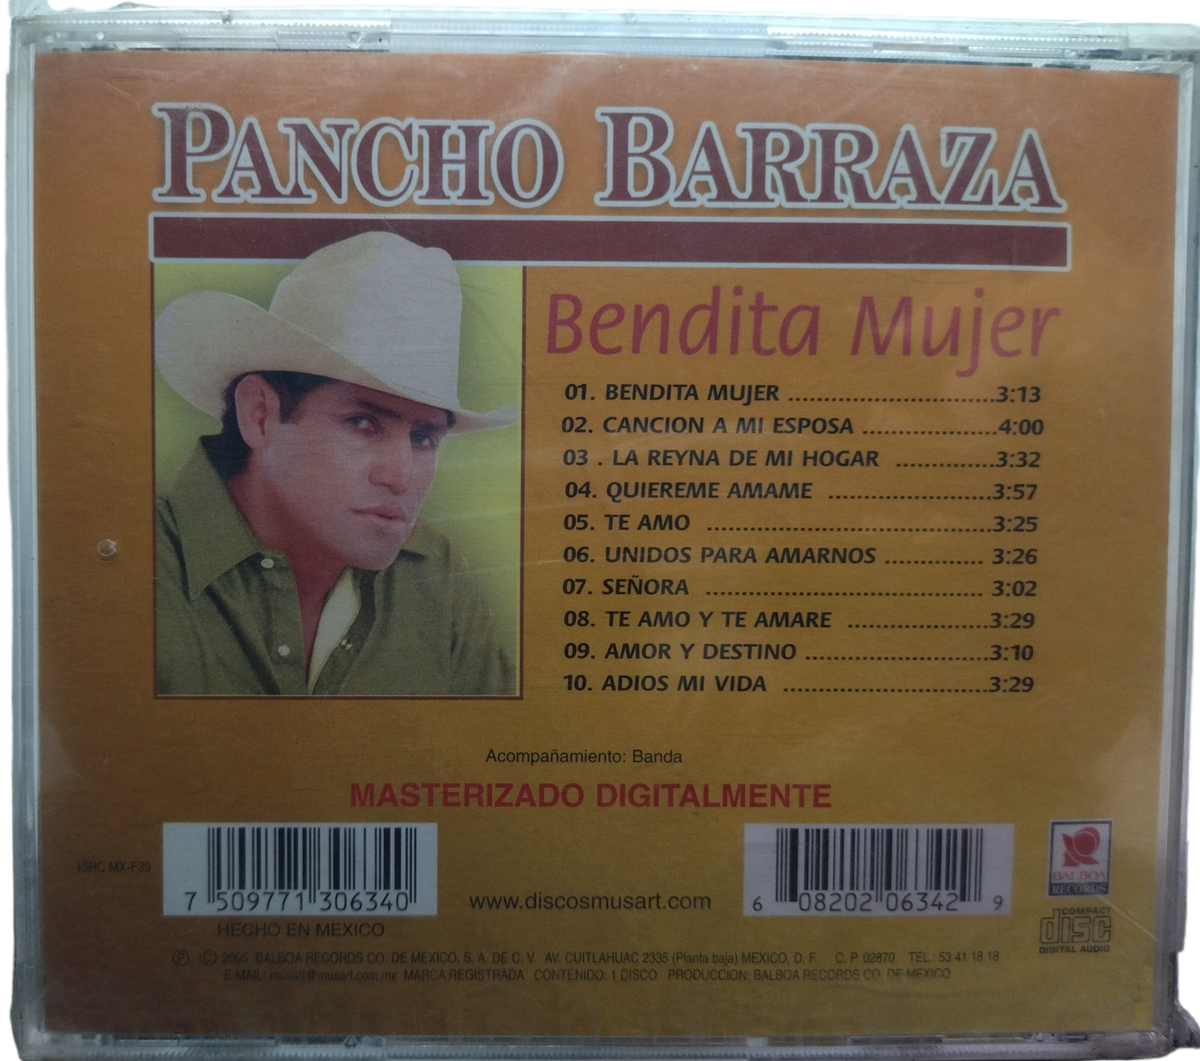 PANCHO BARRAZA
Bendita Mujer
01. BENDITA MUJER ..........................3:13
02. CANCION A MI ESPOSA .................4:00
03 . LA REYNA DE MI HOGAR .............3:32
04. QUIEREME AMAME .....................3:57
05. TE AMO ....................................3:25
06. UNIDOS PARA AMARNOS ............. 3:26
07. SEÑORA ................................... 3:02
08. TE AMO Y TE AMARE ..................3:29
09. AMOR Y DESTINO .......................3:10
10. ADIOS MI VIDA ..........................3:29
Acompañamiento: Banda
MASTERIZADO DIGITALMENTE
ISRC MX-F39
7 509771 306340
www.discosmusart.com
6 08202 06342 9
BALBOA
RECORDS
HECHO EN MEXICO
COMPACT
disc
DIGITAL AUDIO
Ⓟ © 2005 BALBOA RECORDS CO. DE MEXICO, S. A. DE C. V. AV. CUITLAHUAC 2335 (Planta baja) MEXICO, D. F. C. P. 02870 TEL.: 53 41 18 18
E-MAIL: musart@musart.com.mx MARCA REGISTRADA CONTENIDO: 1 DISCO PRODUCCION: BALBOA RECORDS CO. DE MEXICO